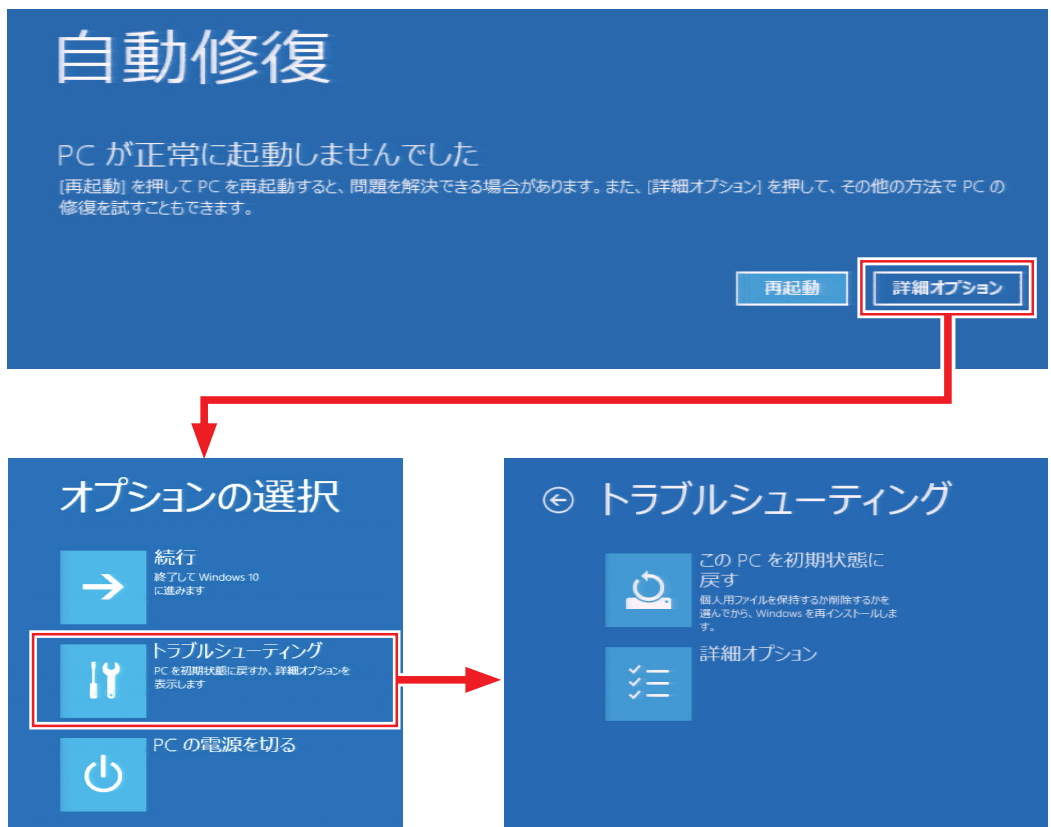 自動修復
PC が正常に起動しませんでした
[再起動] を押して PC を再起動すると、問題を解決できる場合があります。また、[詳細オプション] を押して、その他の方法で PC の
修復を試すこともできます。
再起動
詳細オプション
オプションの選択
続行
終了して Windows 10
に進みます
トラブルシューティング
PC を初期状態に戻すか、詳細オプションを
表示します
PC の電源を切る
トラブルシューティング
この PC を初期状態に
戻す
個人用ファイルを保持するか削除するかを
選んでから、Windows を再インストールしま
す。
詳細オプション